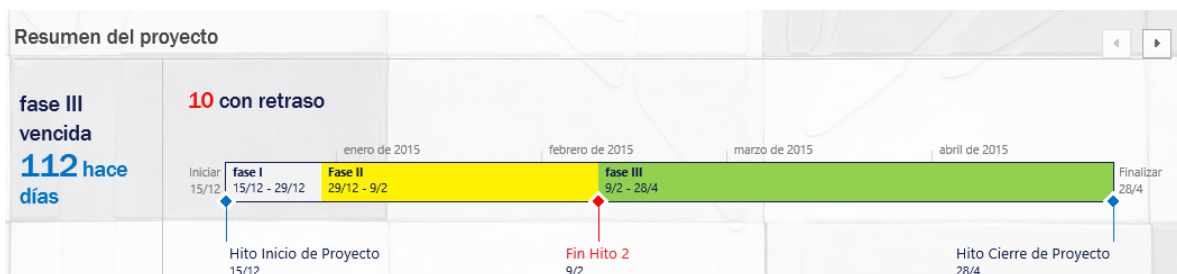 Resumen del proyecto
fase III
vencida
112 hace
días
10 con retraso
enero de 2015
febrero de 2015
marzo de 2015
abril de 2015
Iniciar
15/12
fase I
15/12 - 29/12
Fase II
29/12 - 9/2
fase III
9/2 - 28/4
Finalizar
28/4
Hito Inicio de Proyecto
15/12
Fin Hito 2
9/2
Hito Cierre de Proyecto
28/4